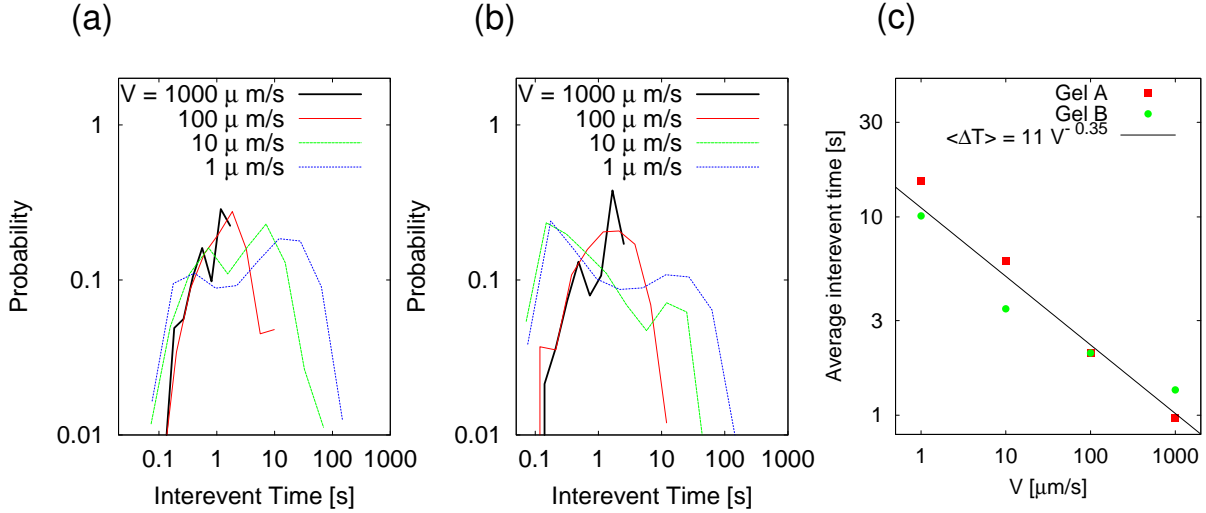 (a)
Probability
1
0.1
0.01
V = 1000 μ m/s
100 μ m/s
10 μ m/s
1 μ m/s
0.1 1 10 100 1000
Interevent Time [s]
(b)
Probability
1
0.1
0.01
V = 1000 μ m/s
100 μ m/s
10 μ m/s
1 μ m/s
0.1 1 10 100 1000
Interevent Time [s]
(c)
Average interevent time [s]
30
10
3
1
Gel A
Gel B
<ΔT> = 11 V^- 0.35
1 10 100 1000
V [μm/s]